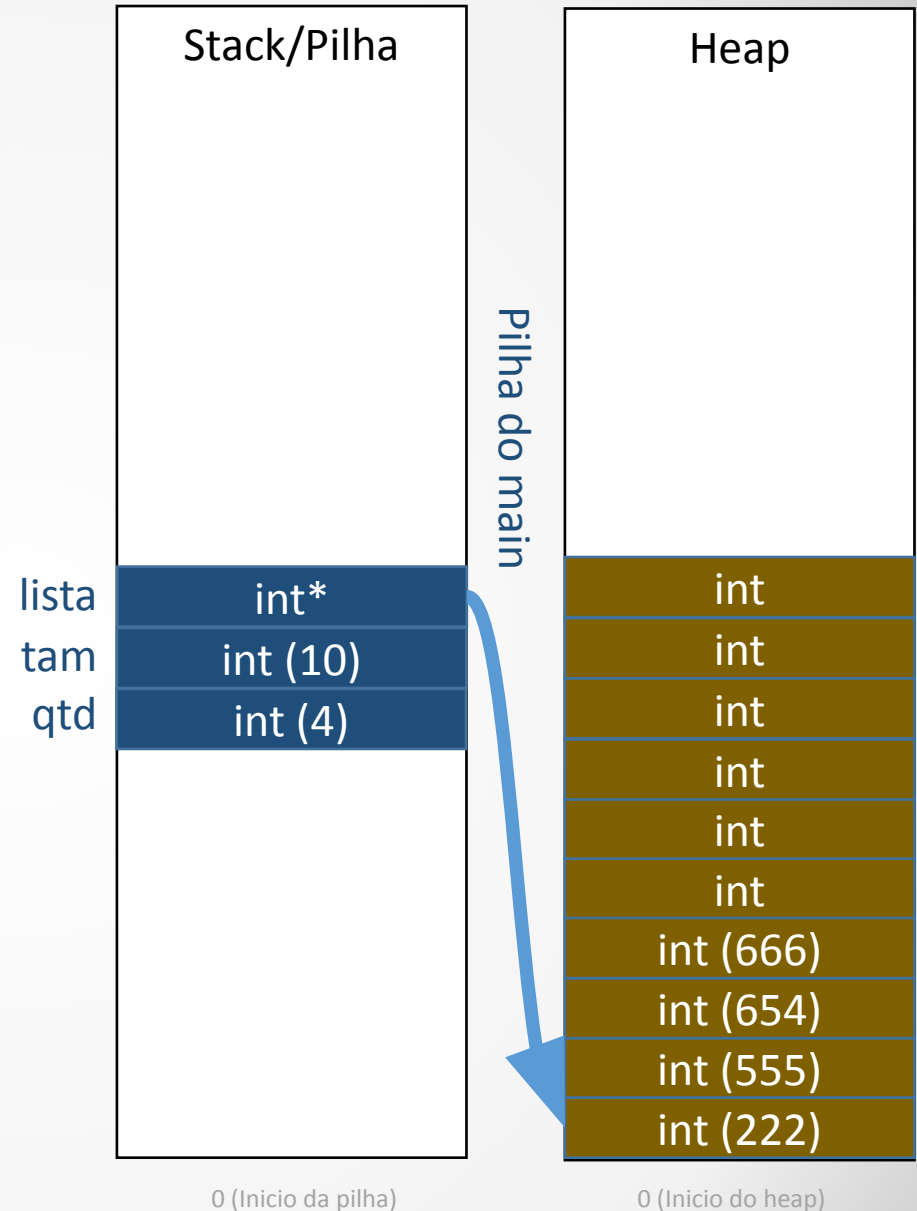 Stack/Pilha
Heap
Pilha do main
lista
int*
tam
int (10)
qtd
int (4)
int
int
int
int
int
int
int (666)
int (654)
int (555)
int (222)
0 (Inicio da pilha)
0 (Inicio do heap)